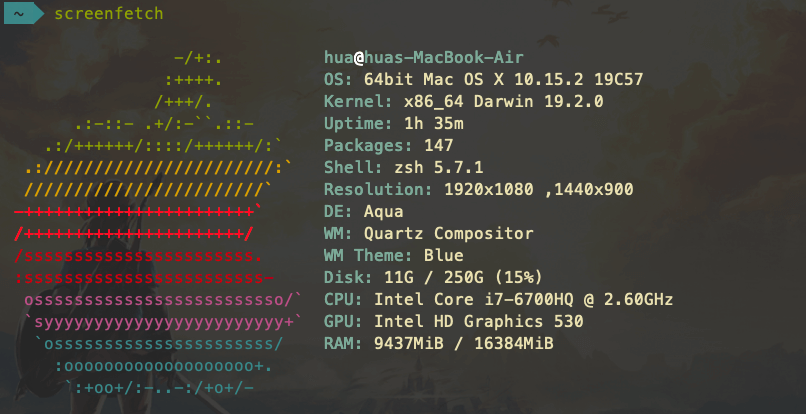 ~ screenfetch
-/+:.
hua@huas-MacBook-Air
:++++.
OS: 64bit Mac OS X 10.15.2 19C57
/+++/.
Kernel: x86_64 Darwin 19.2.0
.:-::- .+/:-``.::-
Uptime: 1h 35m
.:/++++++/::::/++++++/:`
Packages: 147
.:///////////////////////:`
Shell: zsh 5.7.1
////////////////////////`
Resolution: 1920x1080 ,1440x900
-+++++++++++++++++++++++`
DE: Aqua
/++++++++++++++++++++++/
WM: Quartz Compositor
/sssssssssssssssssssssss.
WM Theme: Blue
:ssssssssssssssssssssssss-
Disk: 11G / 250G (15%)
osssssssssssssssssssssssso/`
CPU: Intel Core i7-6700HQ @ 2.60GHz
`syyyyyyyyyyyyyyyyyyyyyyyy+`
GPU: Intel HD Graphics 530
`ossssssssssssssssssssss/
RAM: 9437MiB / 16384MiB
:ooooooooooooooooooo+.
`:+oo+/:-..-:/+o+/-